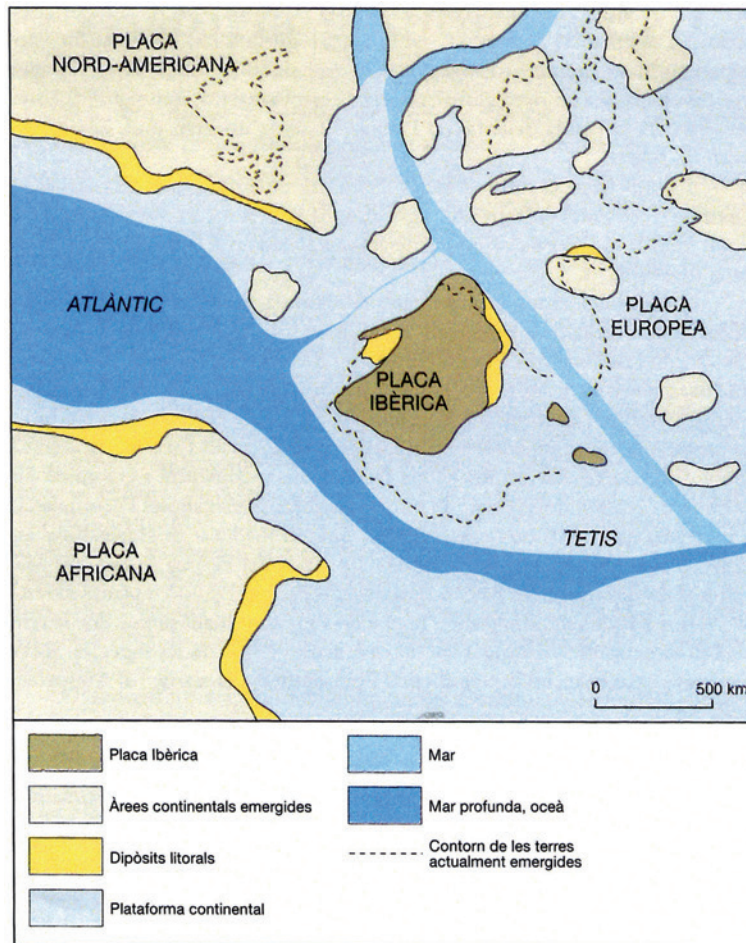 PLACA
NORD-AMERICANA
ATLÀNTIC
PLACA
EUROPEA
PLACA
IBÈRICA
PLACA
AFRICANA
TETIS
0 500 km
Placa Ibèrica
Mar
Àrees continentals emergides
Mar profunda, oceà
Dipòsits litorals
Contorn de les terres
actualment emergides
Plataforma continental